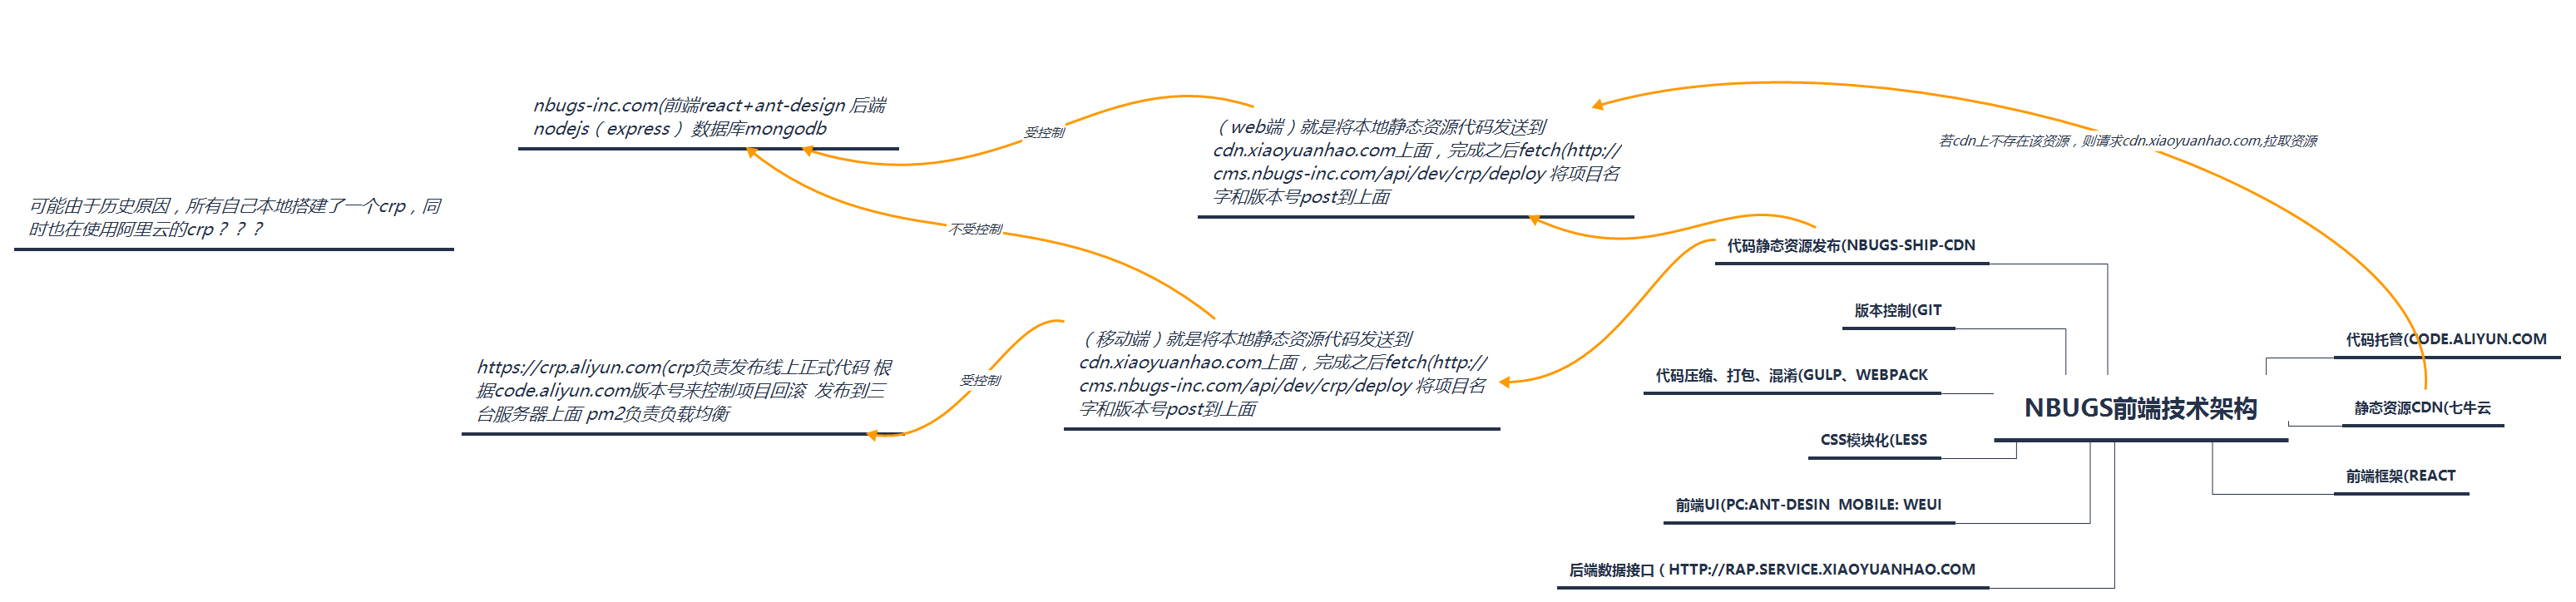 nbugs-inc.com(前端react+ant-design 后端
nodejs（express） 数据库mongodb
可能由于历史原因，所有自己本地搭建了一个crp，同
时也在使用阿里云的crp？？？
https://crp.aliyun.com(crp负责发布线上正式代码 根
据code.aliyun.com版本号来控制项目回滚  发布到三
台服务器上面 pm2负责负载均衡
受控制
不受控制
受控制
（web端）就是将本地静态资源代码发送到
cdn.xiaoyuanhao.com上面，完成之后fetch(http://
cms.nbugs-inc.com/api/dev/crp/deploy 将项目名
字和版本号post到上面
（移动端）就是将本地静态资源代码发送到
cdn.xiaoyuanhao.com上面，完成之后fetch(http://
cms.nbugs-inc.com/api/dev/crp/deploy 将项目名
字和版本号post到上面
若cdn上不存在该资源，则请求cdn.xiaoyuanhao.com,拉取资源
代码静态资源发布(NBUGS-SHIP-CDN
版本控制(GIT
代码压缩、打包、混淆(GULP、WEBPACK
CSS模块化(LESS
前端UI(PC:ANT-DESIN  MOBILE: WEUI
后端数据接口（HTTP://RAP.SERVICE.XIAOYUANHAO.COM
NBUGS前端技术架构
代码托管(CODE.ALIYUN.COM
静态资源CDN(七牛云
前端框架(REACT